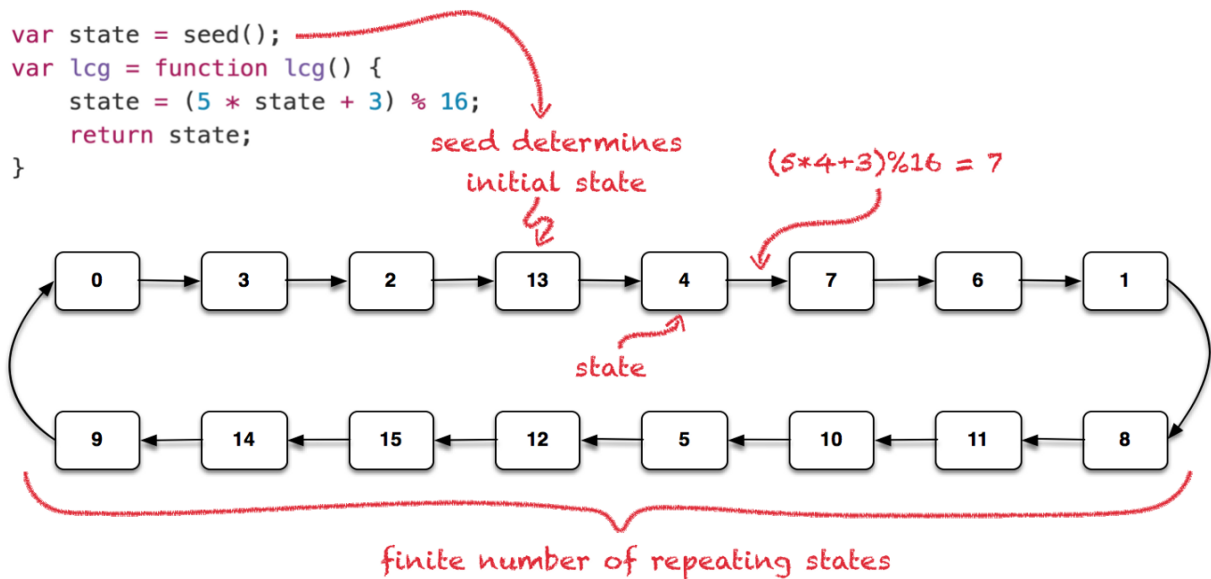 var state = seed();
var lcg = function lcg() {
    state = (5 * state + 3) % 16;
    return state;
}
seed determines
initial state
(5*4+3)%16 = 7
0 3 2 13 4 7 6 1
state
9 14 15 12 5 10 11 8
finite number of repeating states